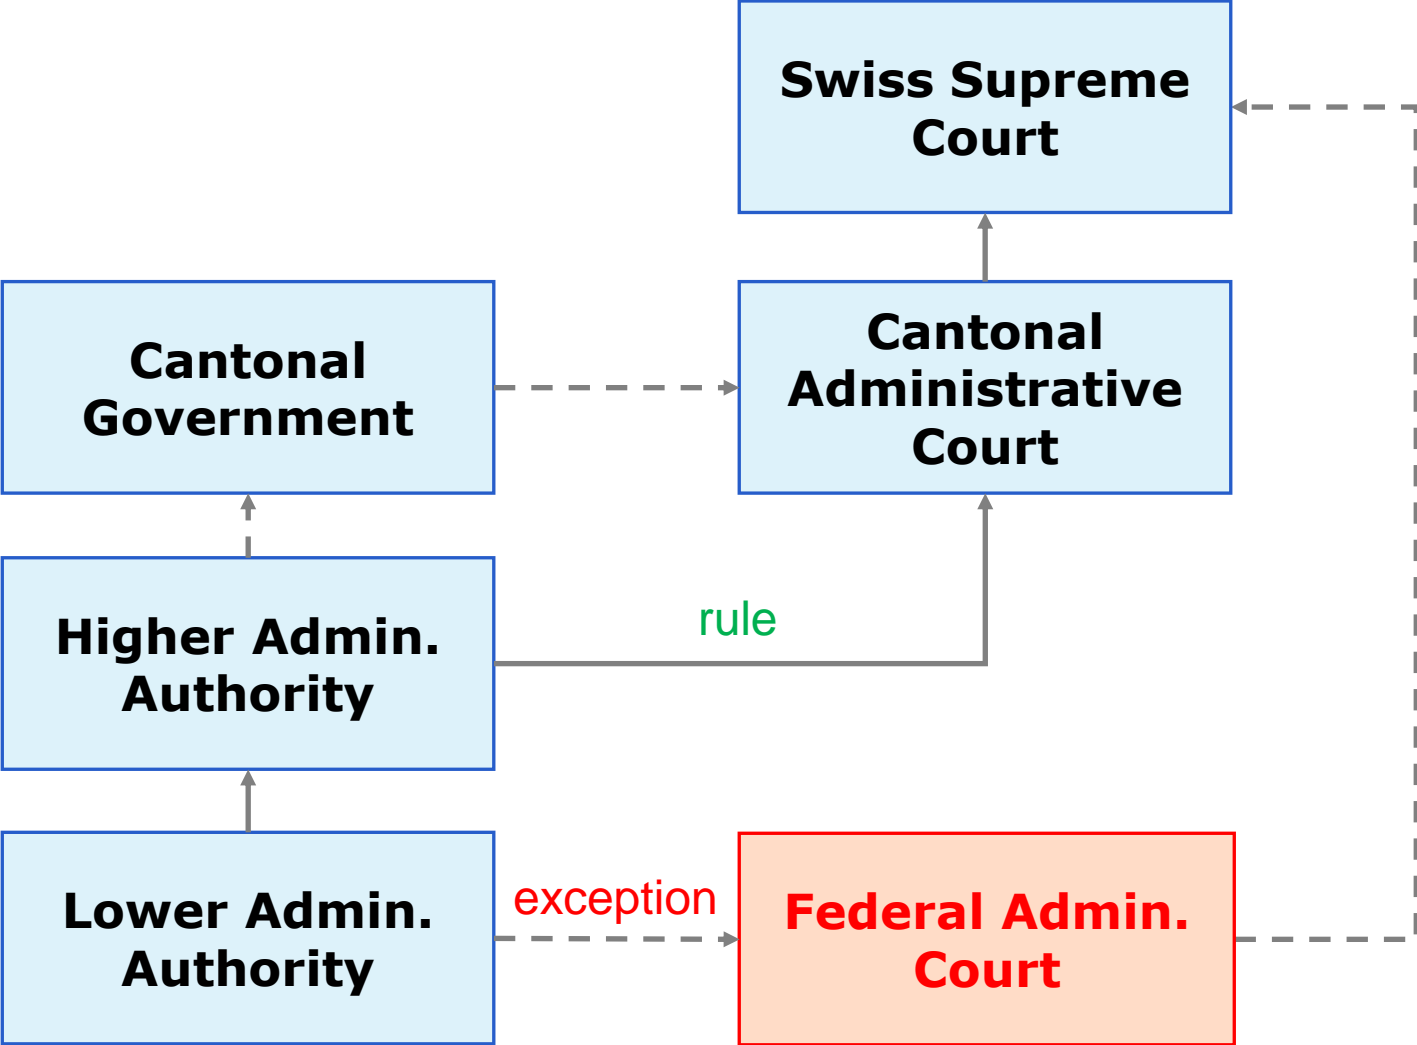 Swiss Supreme
Court
Cantonal
Government
Cantonal
Administrative
Court
Higher Admin.
Authority
rule
Lower Admin.
Authority
exception
Federal Admin.
Court